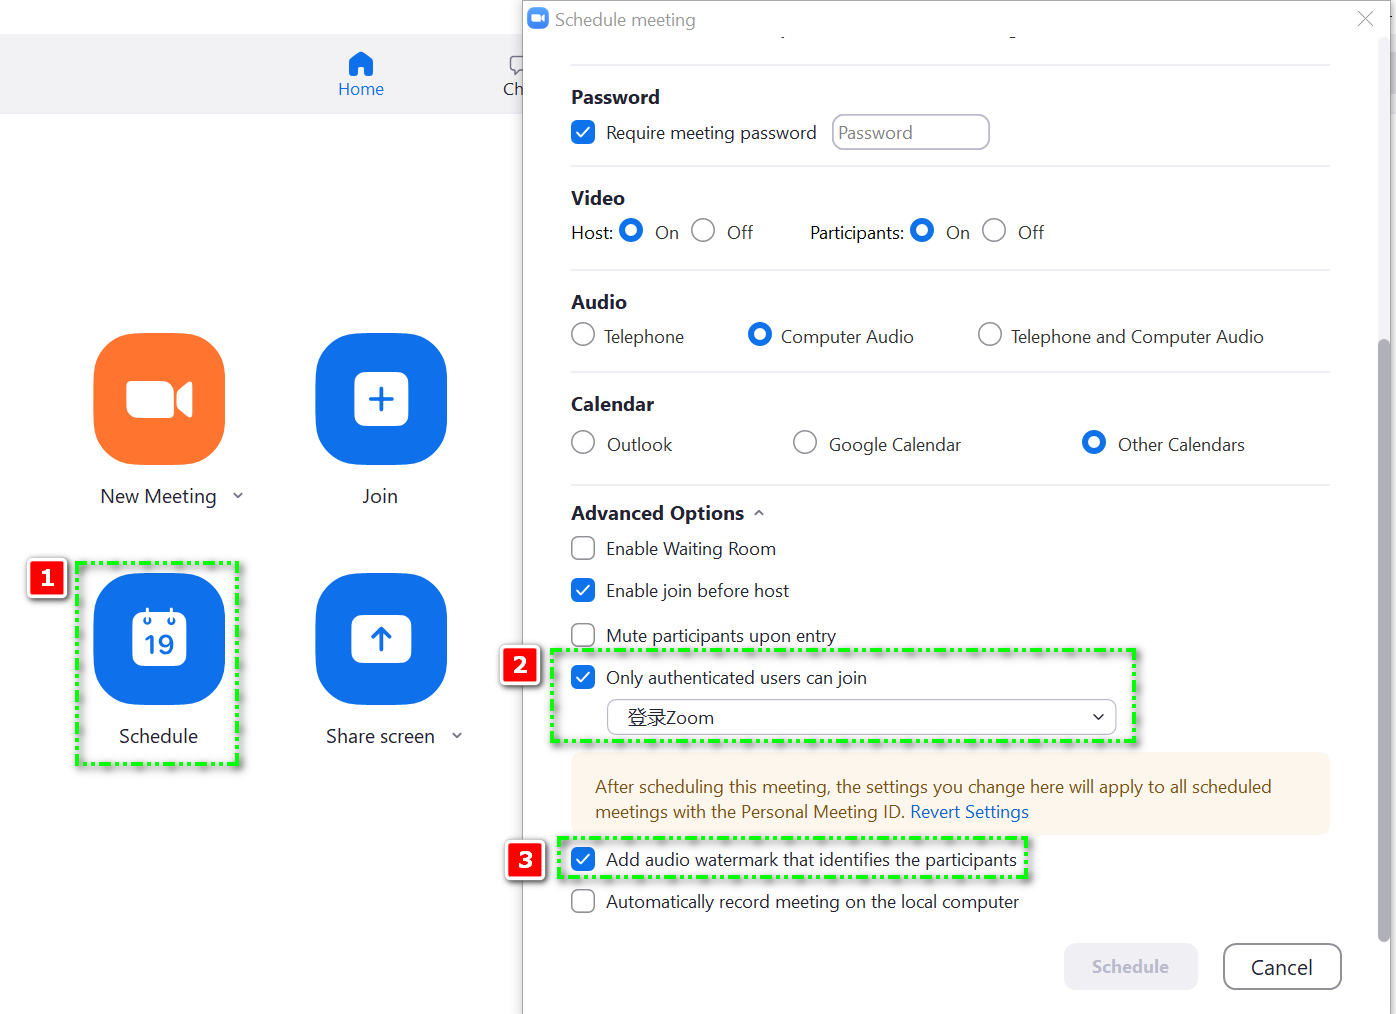 Schedule meeting
Home
Ch
Password
Require meeting password
Password
Video
Host: On Off Participants: On Off
Audio
Telephone Computer Audio Telephone and Computer Audio
Calendar
Outlook Google Calendar Other Calendars
New Meeting
Join
Advanced Options
Enable Waiting Room
Enable join before host
Mute participants upon entry
1
19
Schedule
Share screen
2
Only authenticated users can join
登录Zoom
After scheduling this meeting, the settings you change here will apply to all scheduled
meetings with the Personal Meeting ID. Revert Settings
3
Add audio watermark that identifies the participants
Automatically record meeting on the local computer
Schedule
Cancel